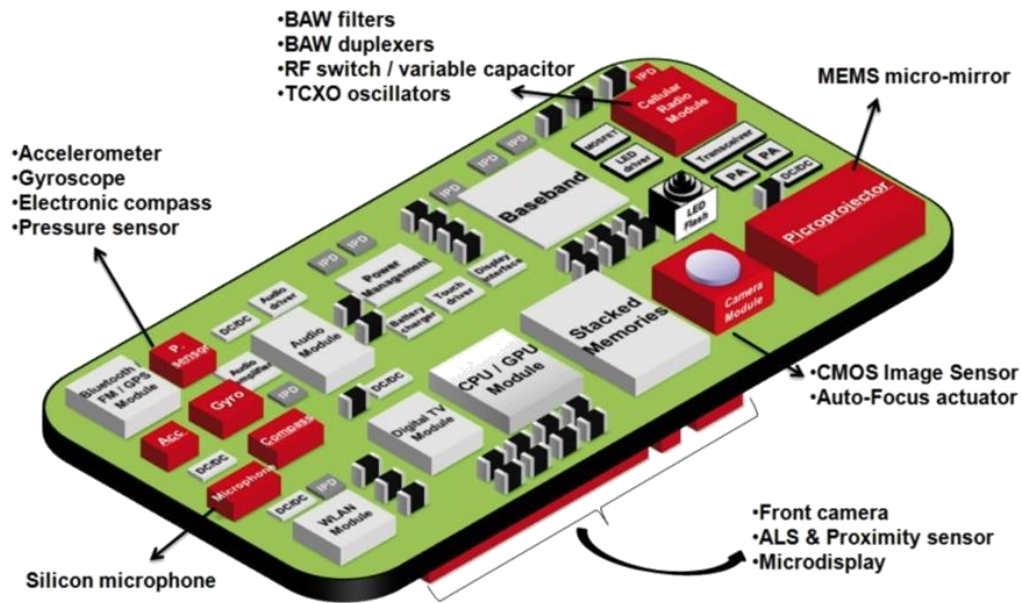 •BAW filters
•BAW duplexers
•RF switch / variable capacitor
•TCXO oscillators
MEMS micro-mirror
•Accelerometer
•Gyroscope
•Electronic compass
•Pressure sensor
IPD
Cellular
Radio
Module
MOSFET
LED
driver
Transceiver
PA
PA
DC/DC
IPD
IPD
IPD
Baseband
LED
Flash
Picroprojector
IPD
IPD
Power
Management
Display
interface
Touch
driver
Battery
charger
Camera
Module
Audio
driver
DC/DC
Audio
Module
Stacked
Memories
P.
sensor
Audio
Bluetooth
FM / GPS
Module
Gyro
IPD
DC/DC
CPU / GPU
Module
Acc.
Compass
Digital TV
Module
DC/DC
Microphone
IPD
DC/DC
WLAN
Module
•CMOS Image Sensor
•Auto-Focus actuator
•Front camera
•ALS & Proximity sensor
•Microdisplay
Silicon microphone